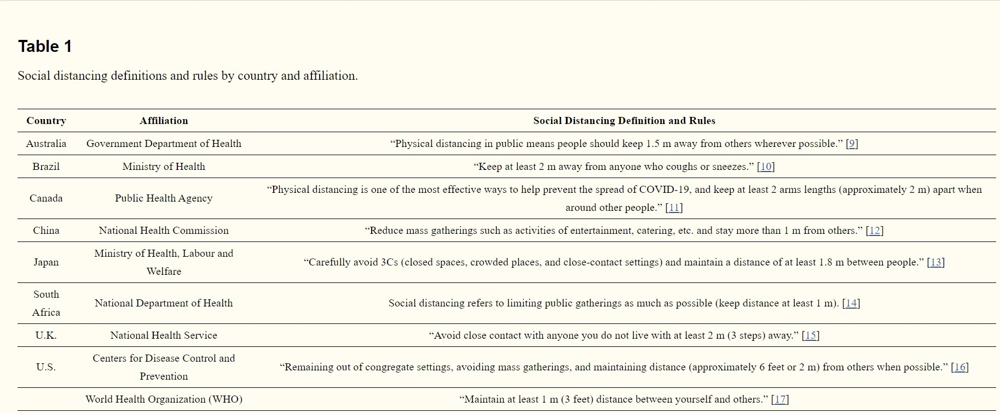 Table 1
Social distancing definitions and rules by country and affiliation.
Country Affiliation Social Distancing Definition and Rules
Australia Government Department of Health “Physical distancing in public means people should keep 1.5 m away from others wherever possible.” [9]
Brazil Ministry of Health “Keep at least 2 m away from anyone who coughs or sneezes.” [10]
Canada Public Health Agency “Physical distancing is one of the most effective ways to help prevent the spread of COVID-19, and keep at least 2 arms lengths (approximately 2 m) apart when
around other people.” [11]
China National Health Commission “Reduce mass gatherings such as activities of entertainment, catering, etc. and stay more than 1 m from others.” [12]
Japan Ministry of Health, Labour and
Welfare “Carefully avoid 3Cs (closed spaces, crowded places, and close-contact settings) and maintain a distance of at least 1.8 m between people.” [13]
South
Africa National Department of Health Social distancing refers to limiting public gatherings as much as possible (keep distance at least 1 m). [14]
U.K. National Health Service “Avoid close contact with anyone you do not live with at least 2 m (3 steps) away.” [15]
U.S. Centers for Disease Control and
Prevention “Remaining out of congregate settings, avoiding mass gatherings, and maintaining distance (approximately 6 feet or 2 m) from others when possible.” [16]
World Health Organization (WHO) “Maintain at least 1 m (3 feet) distance between yourself and others.” [17]